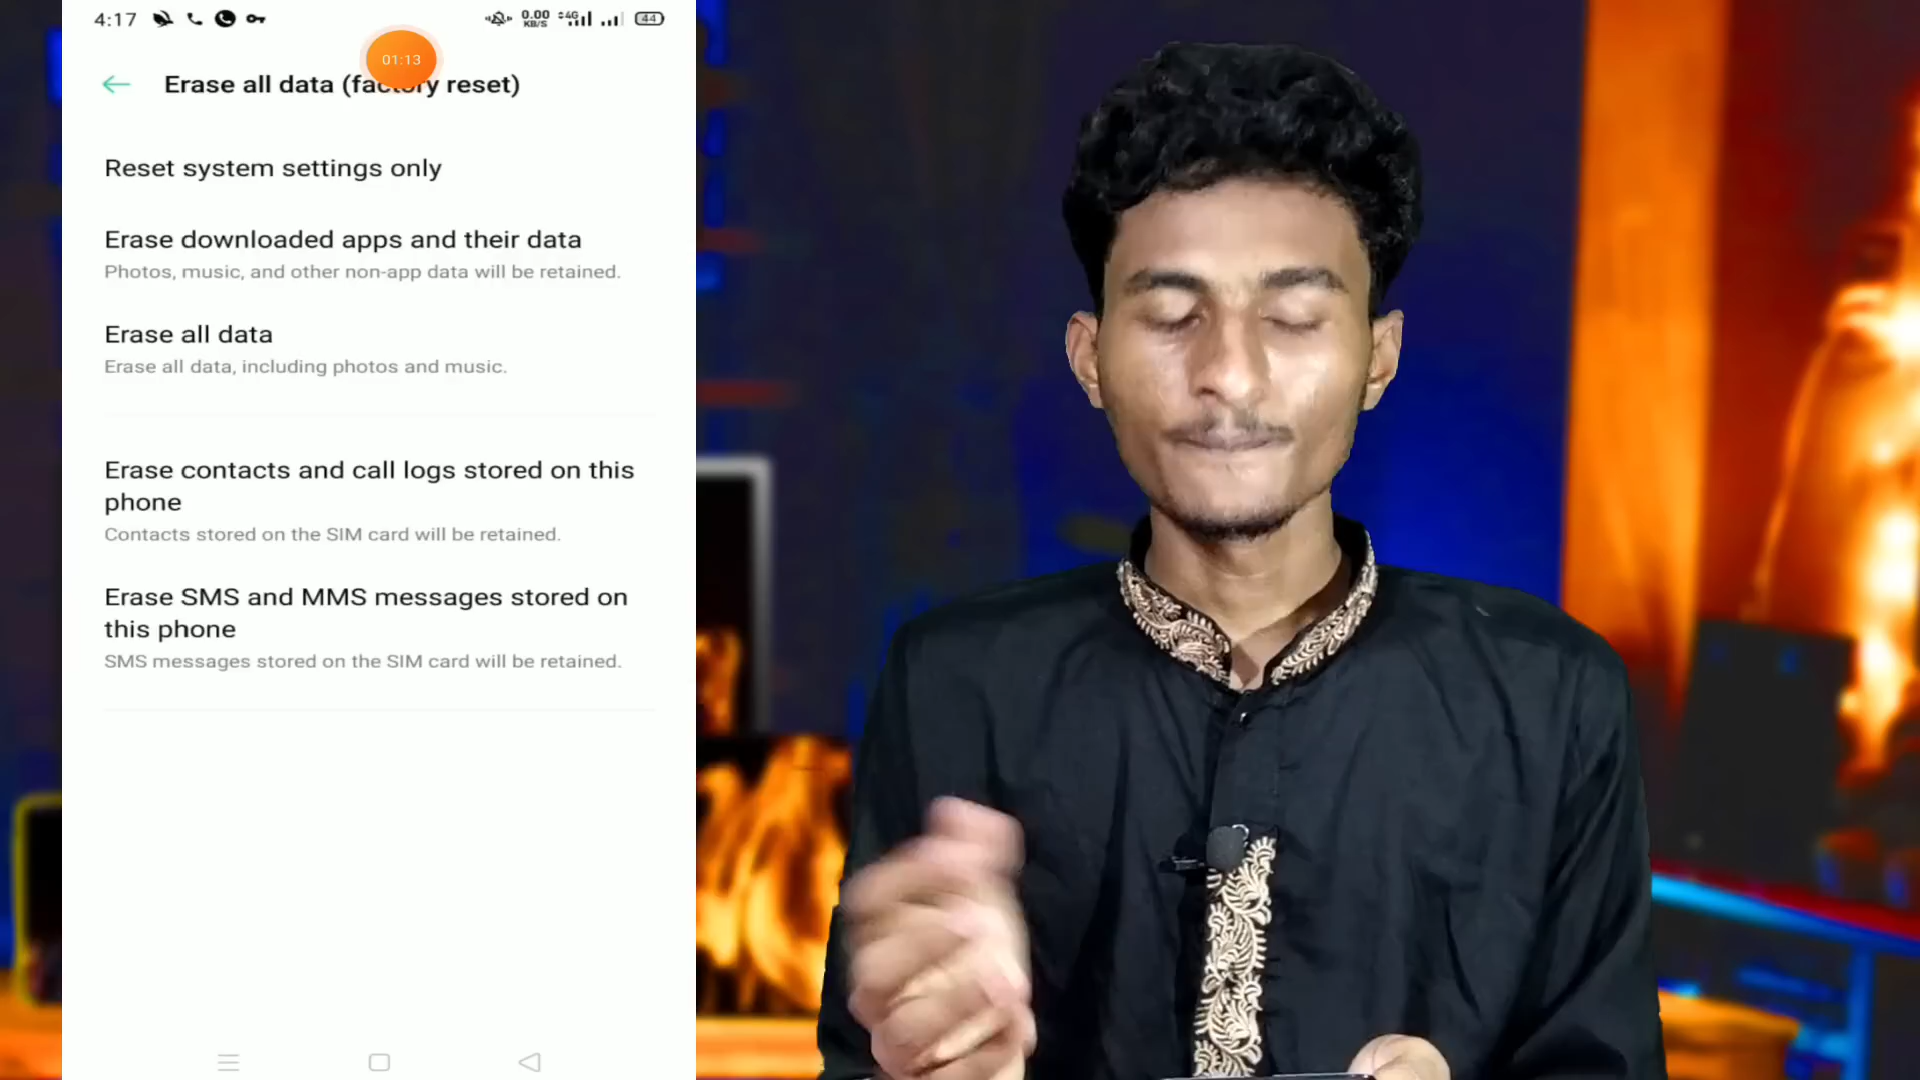 4:17
0.00
KB/S
4G
44
01:13
Erase all data (factory reset)
Reset system settings only
Erase downloaded apps and their data
Photos, music, and other non-app data will be retained.
Erase all data
Erase all data, including photos and music.
Erase contacts and call logs stored on this
phone
Contacts stored on the SIM card will be retained.
Erase SMS and MMS messages stored on
this phone
SMS messages stored on the SIM card will be retained.